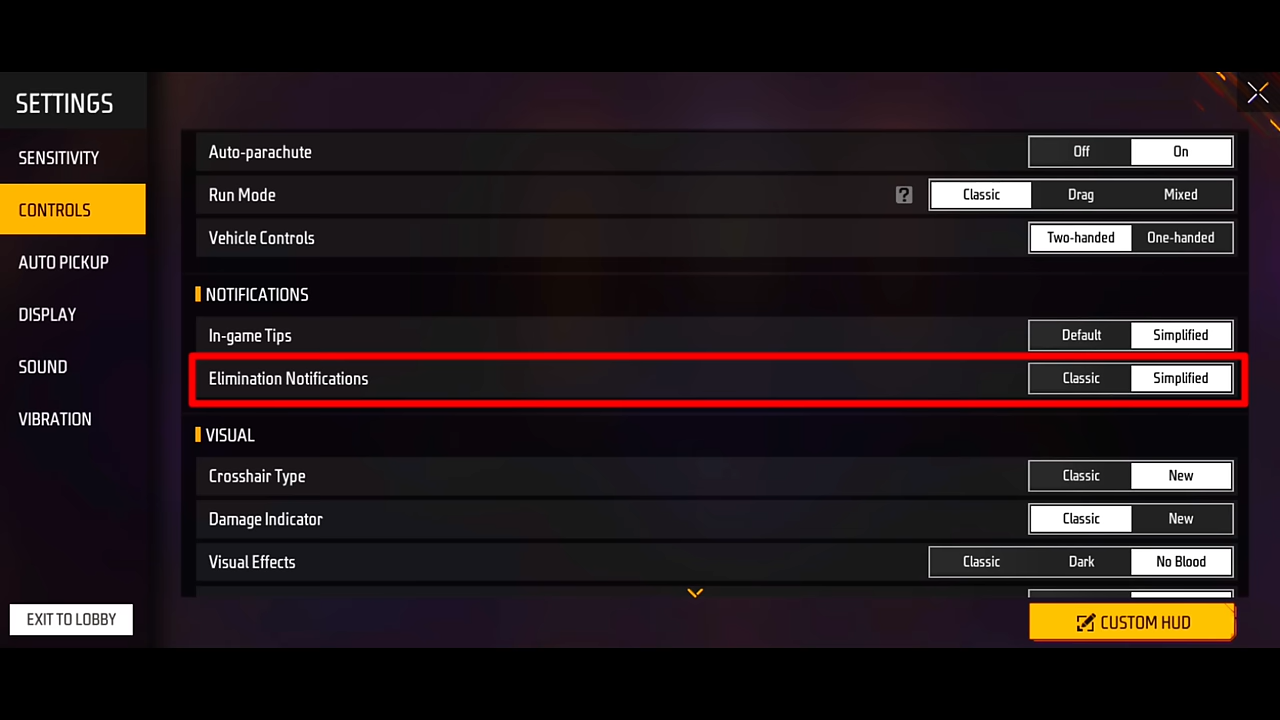 SETTINGS
SENSITIVITY
CONTROLS
AUTO PICKUP
DISPLAY
SOUND
VIBRATION
EXIT TO LOBBY
Auto-parachute Off On
Run Mode ? Classic Drag Mixed
Vehicle Controls Two-handed One-handed
NOTIFICATIONS
In-game Tips Default Simplified
Elimination Notifications Classic Simplified
VISUAL
Crosshair Type Classic New
Damage Indicator Classic New
Visual Effects Classic Dark No Blood
CUSTOM HUD